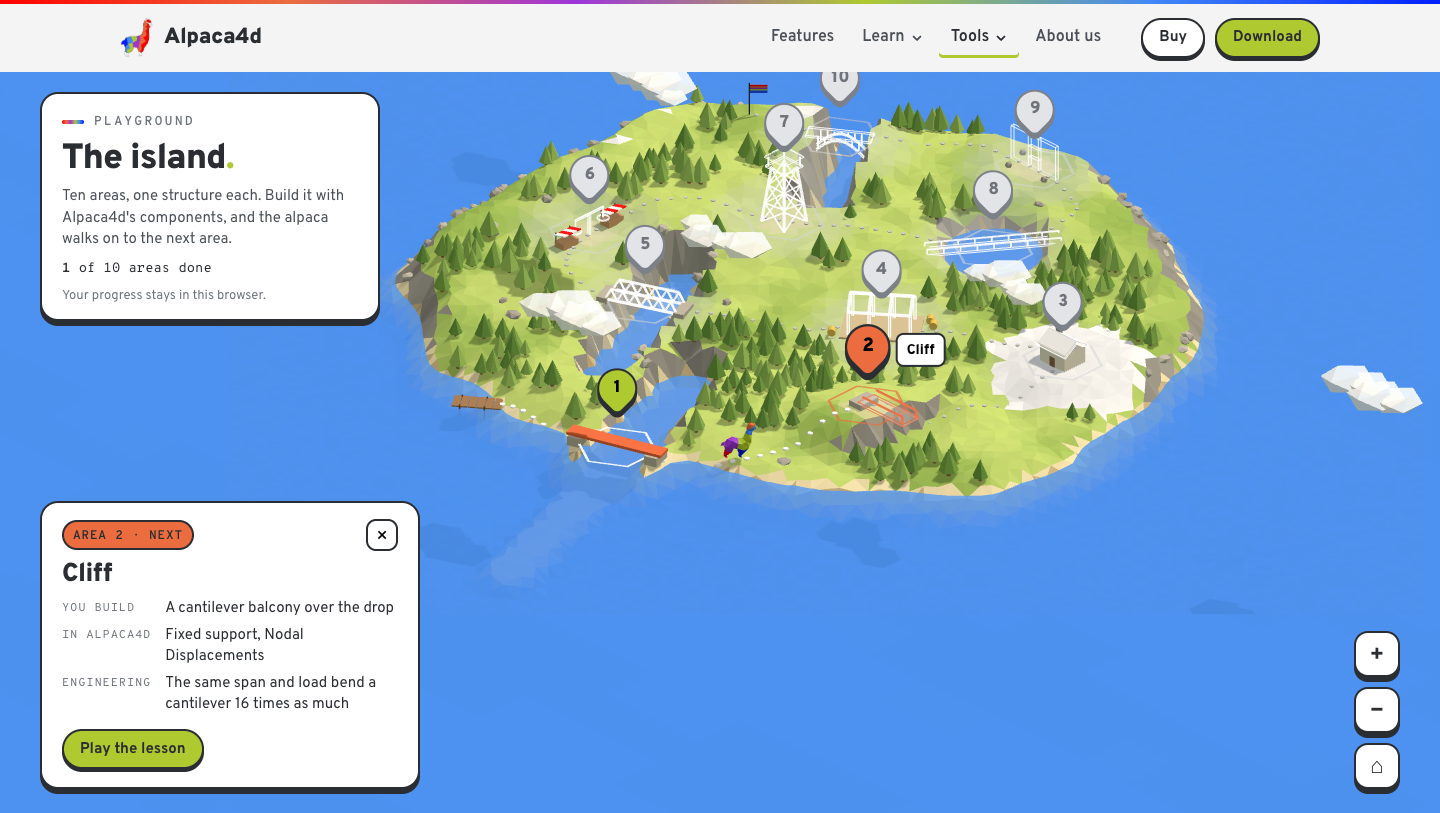 Alpaca4d
Features
Learn
Tools
About us
Buy
Download
PLAYGROUND
The island.
Ten areas, one structure each. Build it with
Alpaca4d's components, and the alpaca
walks on to the next area.
1 of 10 areas done
Your progress stays in this browser.
10
9
7
6
8
5
4
3
2
Cliff
1
AREA 2 · NEXT
×
Cliff
YOU BUILD A cantilever balcony over the drop
IN ALPACA4D Fixed support, Nodal
Displacements
ENGINEERING The same span and load bend a
cantilever 16 times as much
Play the lesson
+
−
⌂